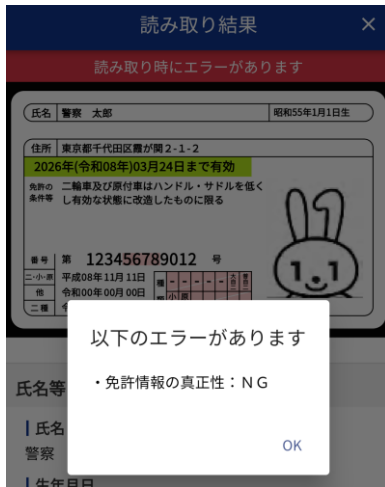 読み取り結果 ×
読み取り時にエラーがあります
氏名 警察 太郎 昭和55年1月1日生
住所 東京都千代田区霞が関2-1-2
2026年(令和08年)03月24日まで有効
免許の条件等 二輪車及び原付車はハンドル・サドルを低く
し有効な状態に改造したものに限る
番号 第 123456789012 号
二・小・原 平成08年11月11日
他 令和00年00月00日
二種
種
小 原
以下のエラーがあります
・免許情報の真正性：NG
OK
氏名等
氏名
警察
生年月日